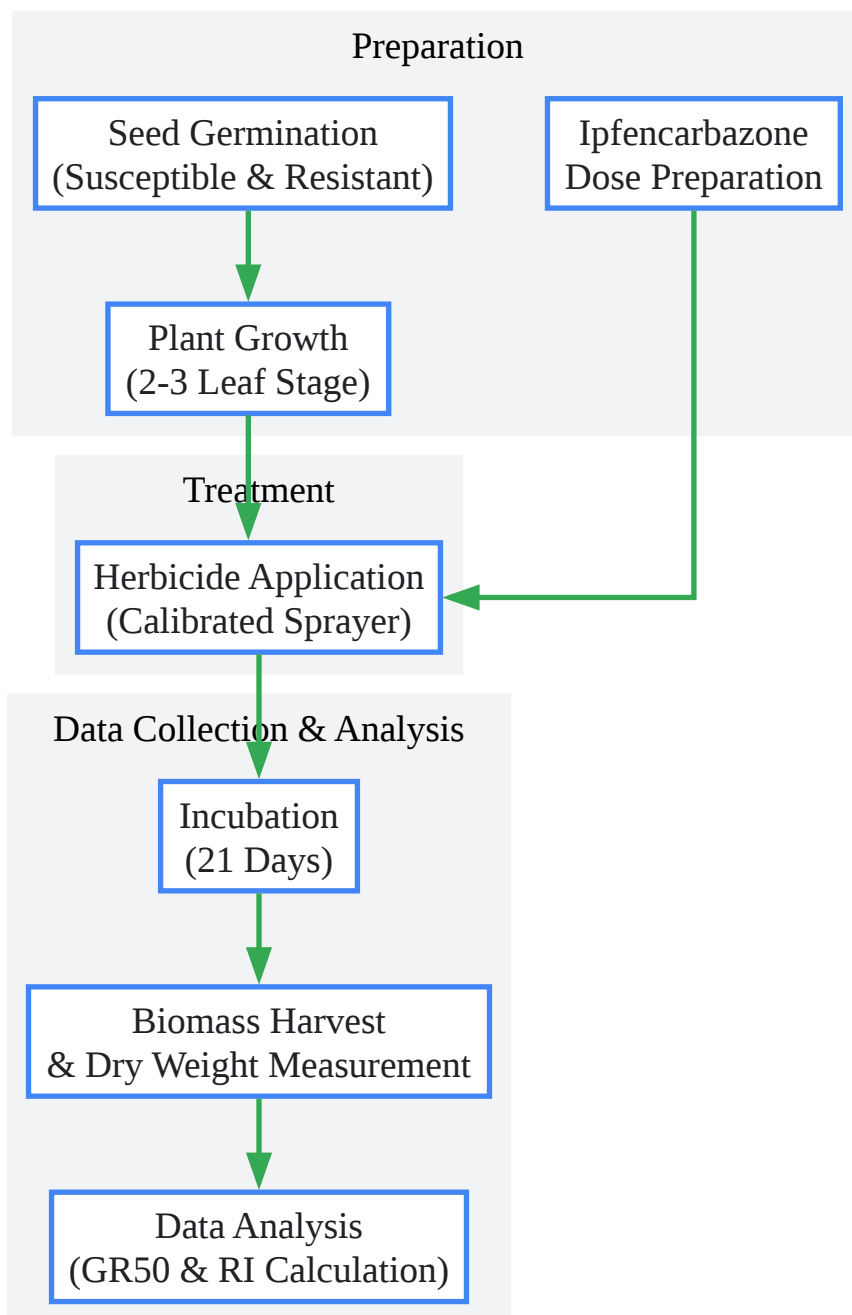 Preparation
Seed Germination
(Susceptible & Resistant)
Ipfencarbazone
Dose Preparation
Plant Growth
(2-3 Leaf Stage)
Treatment
Herbicide Application
(Calibrated Sprayer)
Data Collection & Analysis
Incubation
(21 Days)
Biomass Harvest
& Dry Weight Measurement
Data Analysis
(GR50 & RI Calculation)